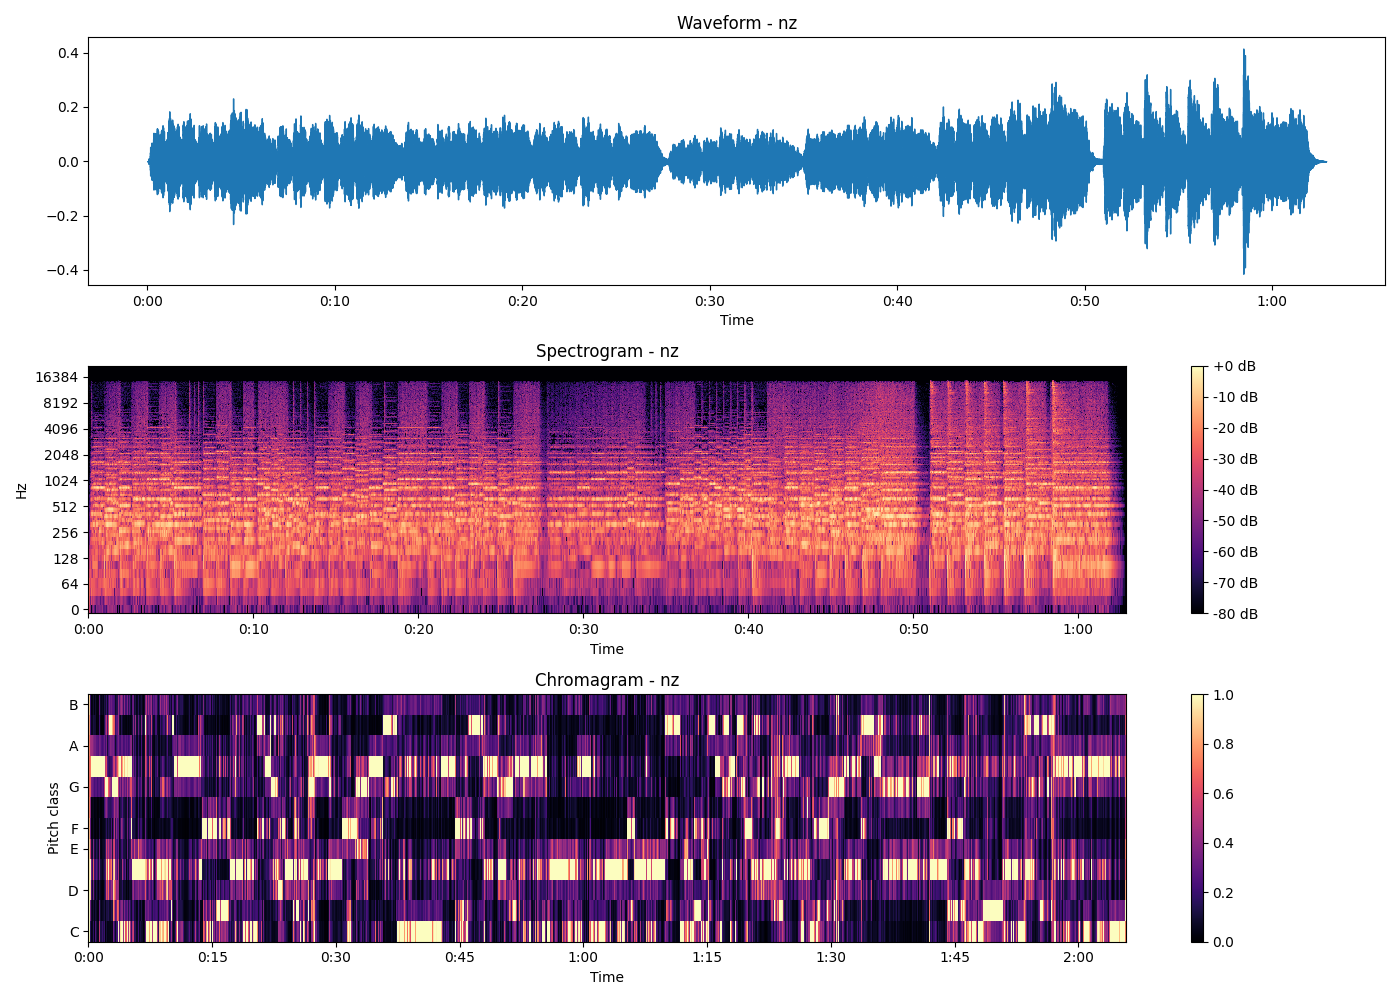 Waveform - nz
0.4
0.2
0.0
−0.2
−0.4
0:00 0:10 0:20 0:30 0:40 0:50 1:00
Time
Spectrogram - nz
Hz
16384
8192
4096
2048
1024
512
256
128
64
0
0:00 0:10 0:20 0:30 0:40 0:50 1:00
Time
+0 dB
-10 dB
-20 dB
-30 dB
-40 dB
-50 dB
-60 dB
-70 dB
-80 dB
Chromagram - nz
Pitch class
B
A
G
F
E
D
C
0:00 0:15 0:30 0:45 1:00 1:15 1:30 1:45 2:00
Time
1.0
0.8
0.6
0.4
0.2
0.0